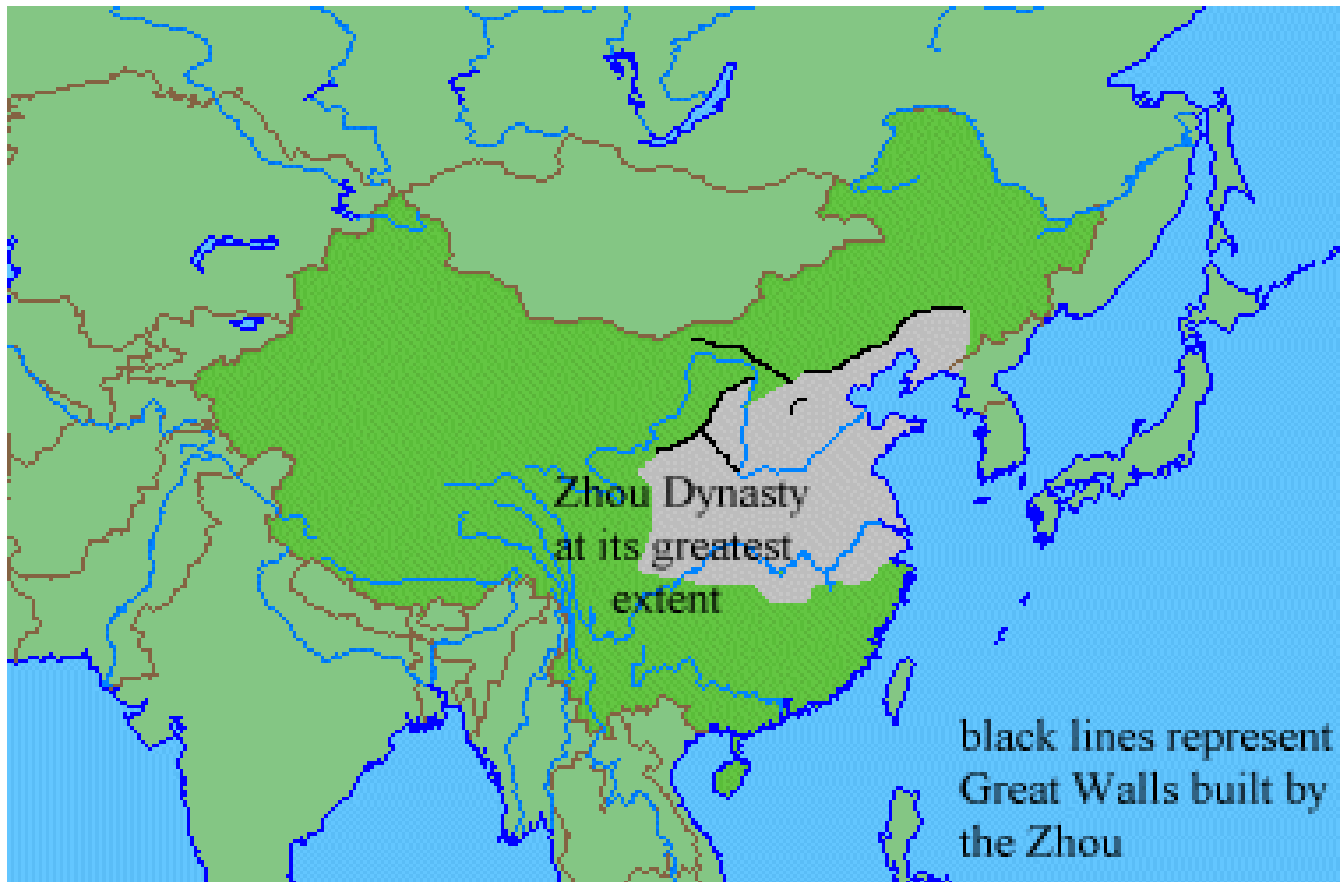 Zhou Dynasty
at its greatest
extent
black lines represent
Great Walls built by
the Zhou